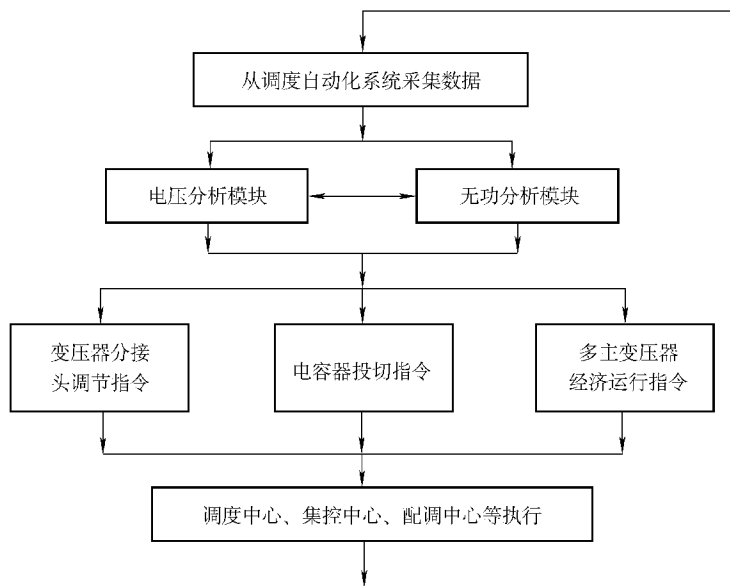 从调度自动化系统采集数据
电压分析模块
无功分析模块
变压器分接
头调节指令
电容器投切指令
多主变压器
经济运行指令
调度中心、集控中心、配调中心等执行